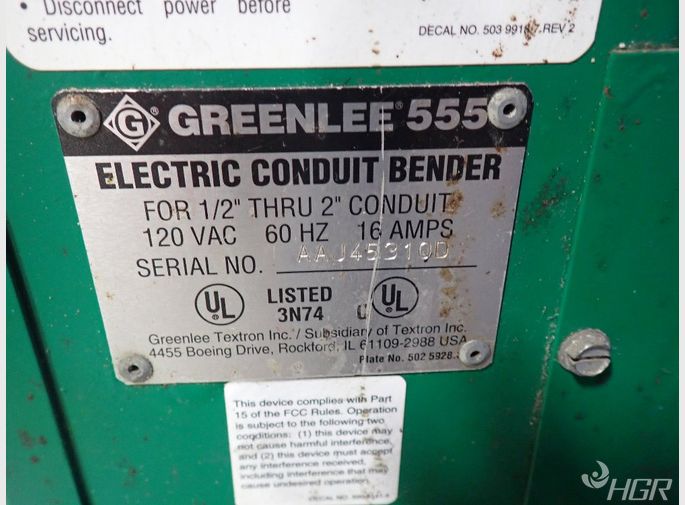 • Disconnect power before
servicing.
DECAL NO. 503 9918.7 REV 2
G® GREENLEE® 555
ELECTRIC CONDUIT BENDER
FOR 1/2" THRU 2" CONDUIT
120 VAC 60 HZ 16 AMPS
SERIAL NO. AAJ45310D
UL LISTED C UL
3N74
Greenlee Textron Inc. / Subsidiary of Textron Inc.
4455 Boeing Drive, Rockford, IL 61109-2988 USA
Plate No. 502 5928.
This device complies with Part
15 of the FCC Rules. Operation
is subject to the following two
conditions: (1) this device may
not cause harmful interference,
and (2) this device must accept
any interference received,
including interference that may
cause undesired operation.
DECAL NO.
HGR